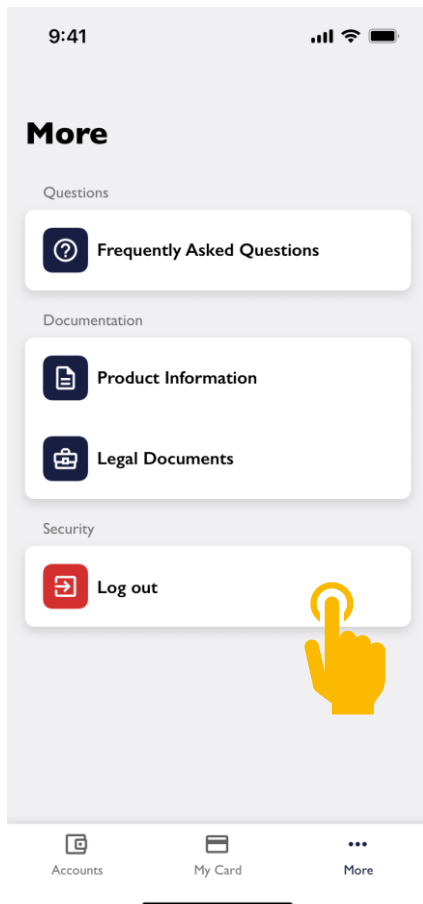 9:41
More
Questions
Frequently Asked Questions
Documentation
Product Information
Legal Documents
Security
Log out
Accounts
My Card
More